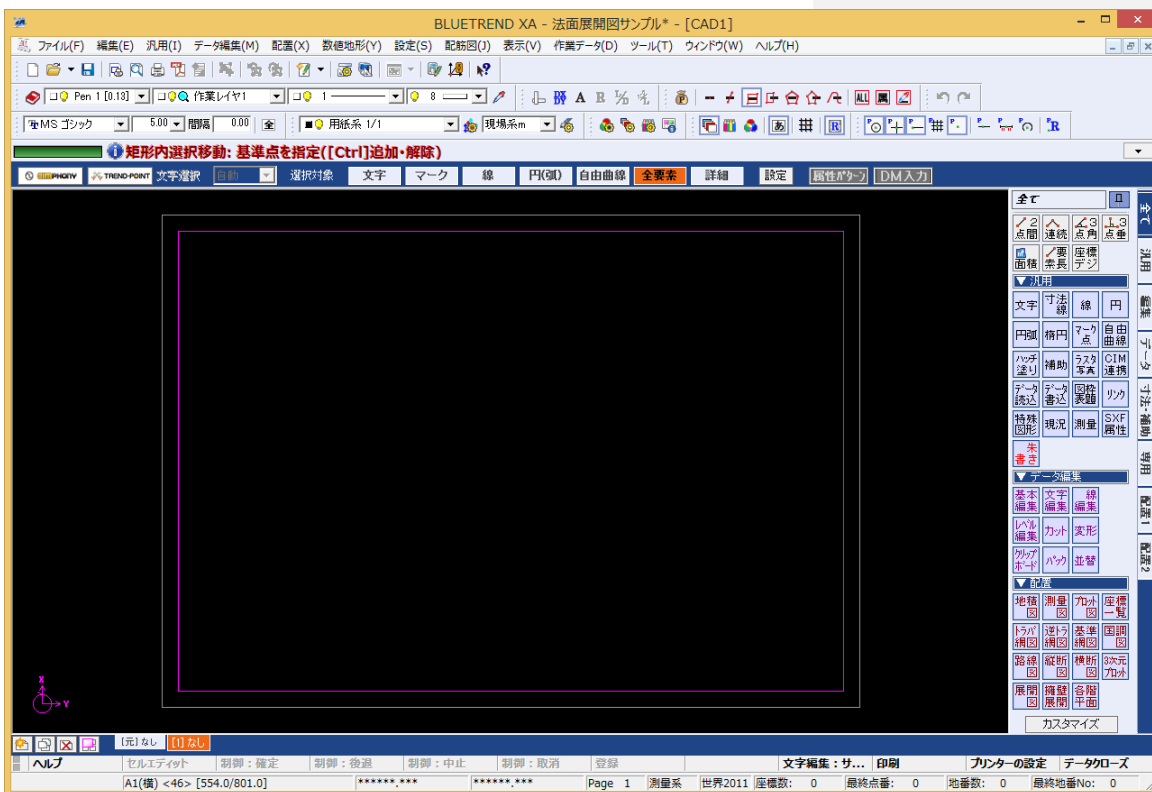 BLUETREND XA - 法面展開図サンプル* - [CAD1]
ファイル(F) 編集(E) 汎用(I) データ編集(M) 配置(X) 数値地形(Y) 設定(S) 配筋図(J) 表示(V) 作業データ(D) ツール(T) ウィンドウ(W) ヘルプ(H)
Pen 1 [0.13] 作業レイヤ1 1 8 A R ALL
MS ゴシック 5.00 間隔 0.00 全 用紙系 1/1 現場系m あ R R
矩形内選択移動: 基準点を指定([Ctrl]追加・解除)
TREND-POINT 文字選択 自動 選択対象 文字 マーク 線 円(弧) 自由曲線 全要素 詳細 設定 属性パターン DM入力
全て
2点間 連続 3点角 3点垂
面積 要素長 座標デジ
▼ 汎用
文字 寸法線 線 円
円弧 楕円 マーク点 自由曲線
ハッチ塗り 補助 ラスタ写真 CIM連携
データ読込 データ書込 図枠表題 リンク
特殊図形 現況 測量 SXF属性
朱書き
▼ データ編集
基本編集 文字編集 線編集
レベル編集 カット 変形
クリップボード パック 並替
▼ 配置
地積図 測量図 プロット図 座標一覧
トラバ網図 逆トラ網図 基準網図 国調図
路線図 縦断図 横断図 3次元プロット
展開図 擁壁展開 各階平面
カスタマイズ
全て
汎用
編集
データ
寸法・補助
専用
配置1
配置2
X
Y
[元] なし [1] なし
ヘルプ セルエディット 制御：確定 制御：後退 制御：中止 制御：取消 登録 文字編集：サ... 印刷 プリンターの設定 データクローズ
A1(横) <46> [554.0/801.0] ******.*** ******.*** Page 1 測量系 世界2011 座標数: 0 最終点番: 0 地番数: 0 最終地番No: 0